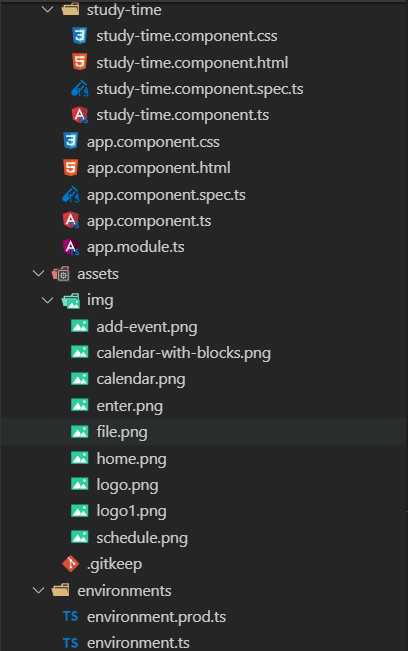 study-time
study-time.component.css
study-time.component.html
study-time.component.spec.ts
study-time.component.ts
app.component.css
app.component.html
app.component.spec.ts
app.component.ts
app.module.ts
assets
img
add-event.png
calendar-with-blocks.png
calendar.png
enter.png
file.png
home.png
logo.png
logo1.png
schedule.png
.gitkeep
environments
TS environment.prod.ts
TS environment.ts